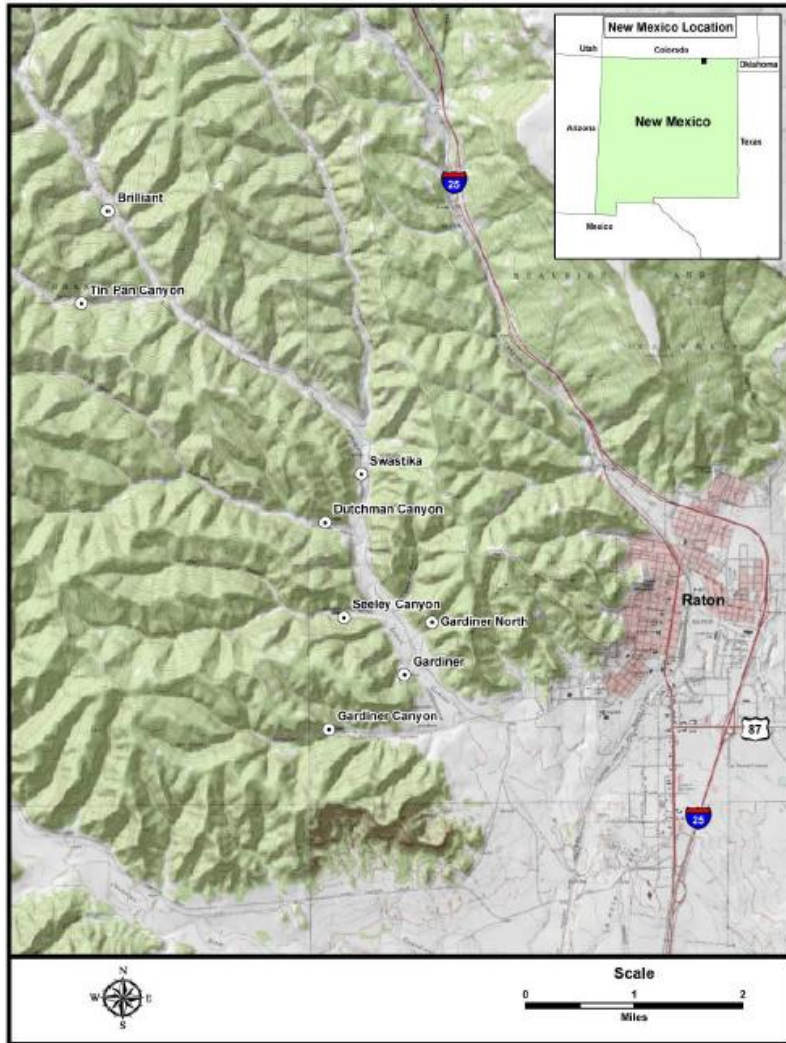 New Mexico Location
Utah
Colorado
Oklahoma
Arizona
New Mexico
Texas
Mexico
25
Brilliant
Tin Pan Canyon
Swastika
Dutchman Canyon
Seeley Canyon
Gardiner North
Raton
Gardiner
Gardiner Canyon
87
25
N
W E
S
Scale
0 1 2
Miles